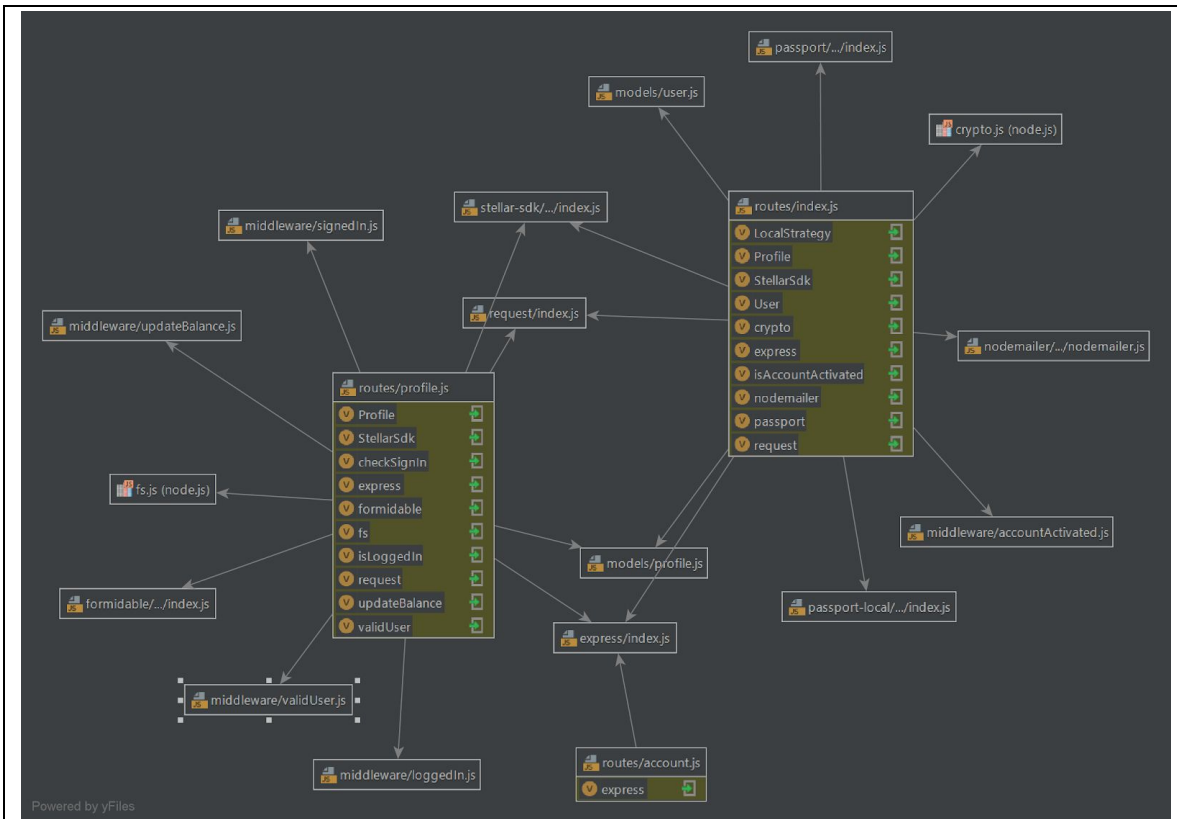 passport/.../index.js
models/user.js
crypto.js (node.js)
stellar-sdk/.../index.js
middleware/signedIn.js
routes/index.js
LocalStrategy
Profile
StellarSdk
User
crypto
express
isAccountActivated
nodemailer
passport
request
request/index.js
middleware/updateBalance.js
nodemailer/.../nodemailer.js
routes/profile.js
Profile
StellarSdk
checkSignIn
express
formidable
fs
isLoggedIn
request
updateBalance
validUser
fs.js (node.js)
middleware/accountActivated.js
models/profile.js
formidable/.../index.js
passport-local/.../index.js
express/index.js
middleware/validUser.js
middleware/loggedIn.js
routes/account.js
express
Powered by yFiles